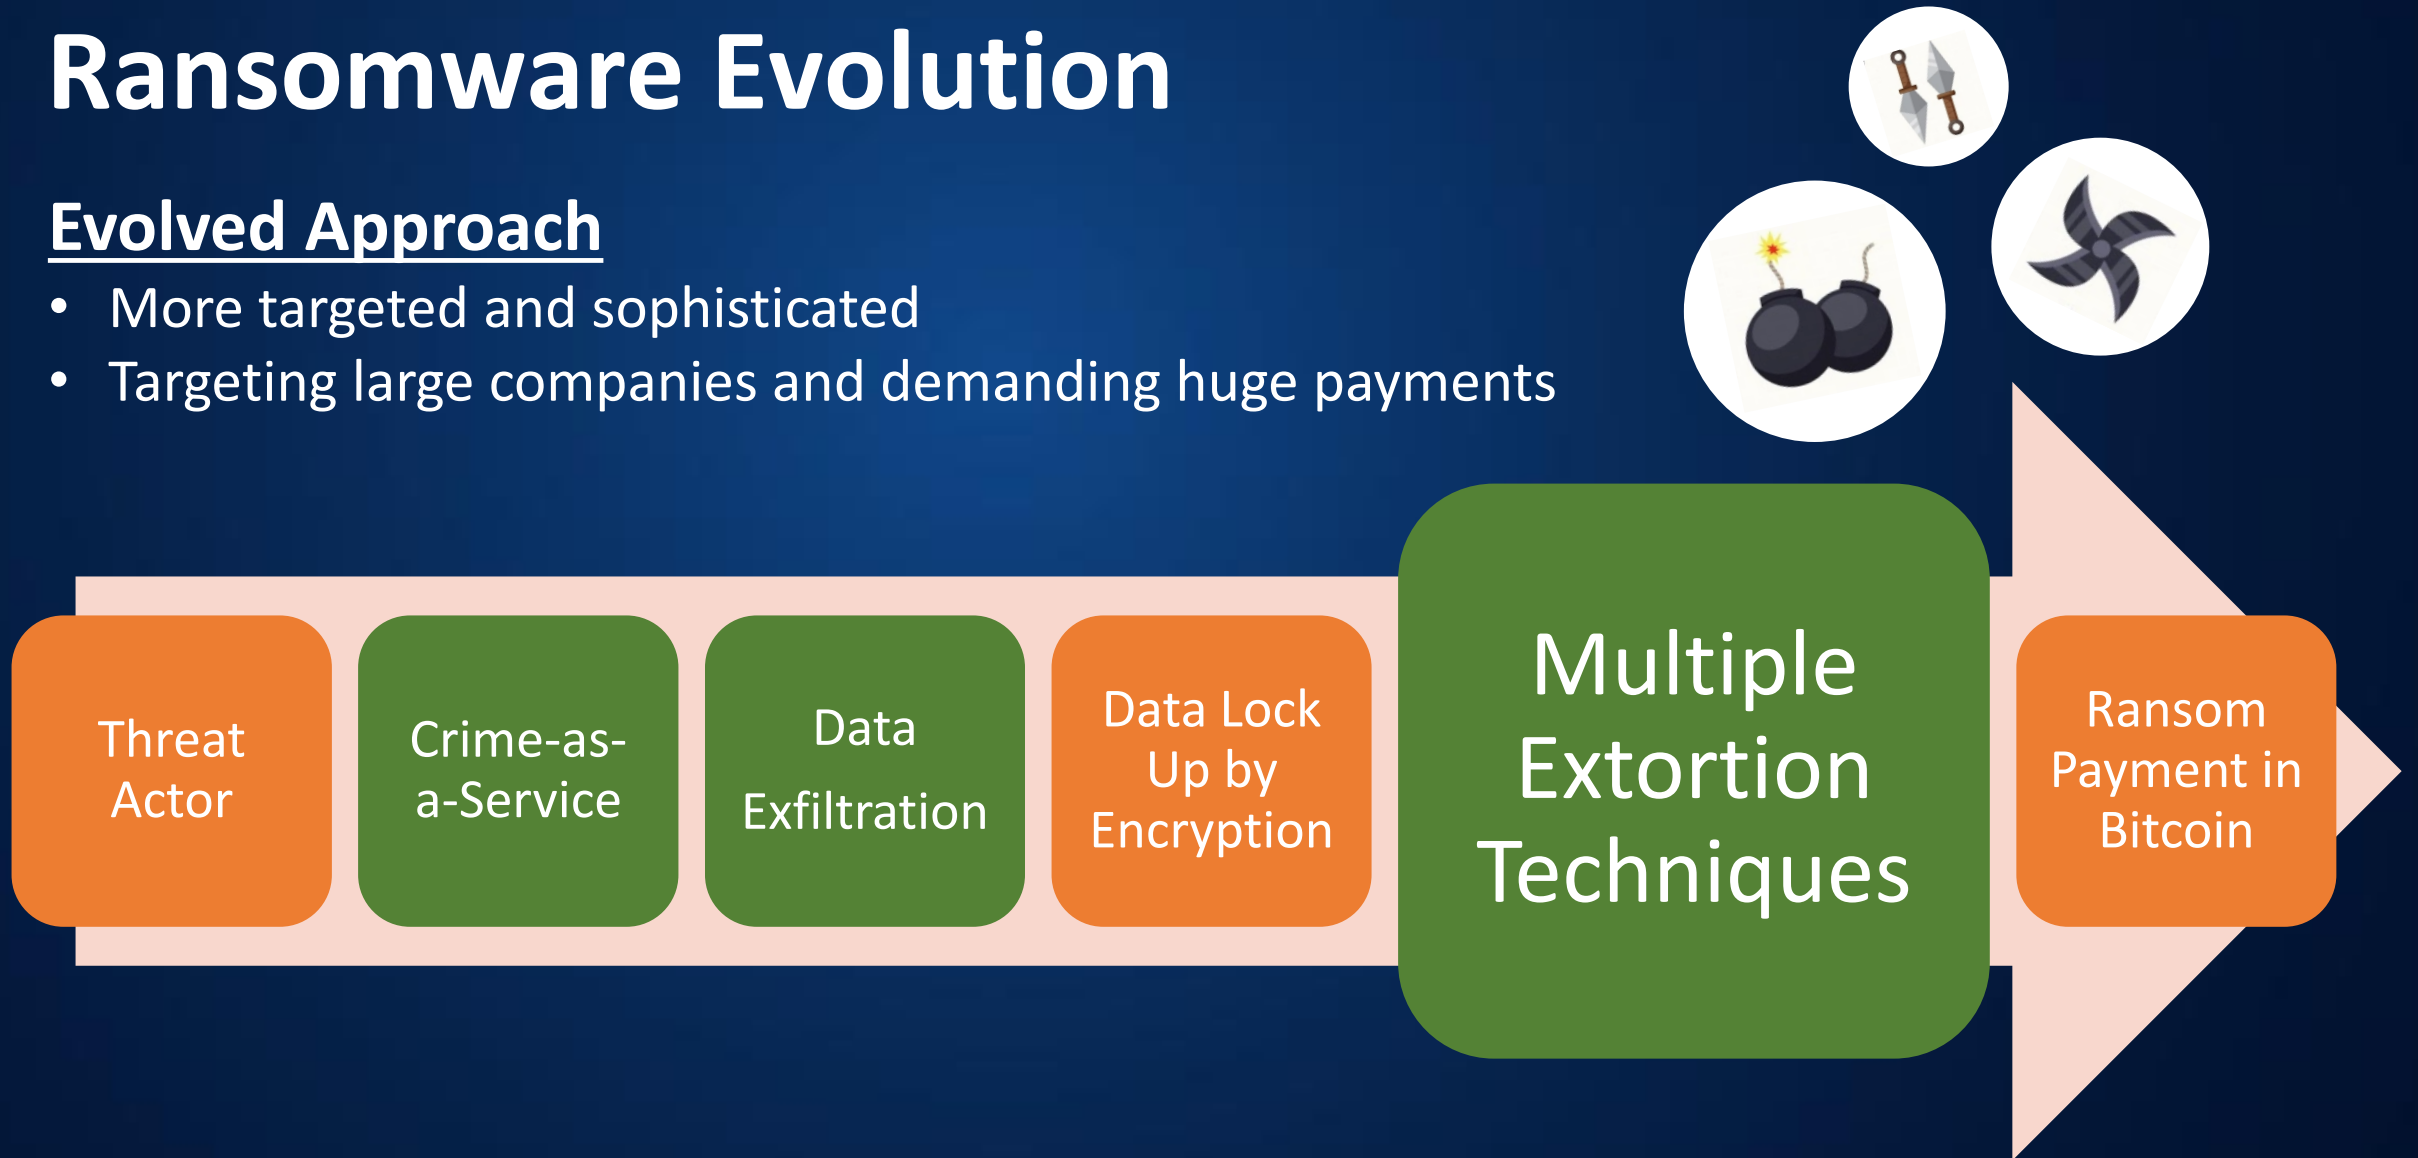 Ransomware Evolution
Evolved Approach
• More targeted and sophisticated
• Targeting large companies and demanding huge payments
Threat
Actor
Crime-as-
a-Service
Data
Exfiltration
Data Lock
Up by
Encryption
Multiple
Extortion
Techniques
Ransom
Payment in
Bitcoin